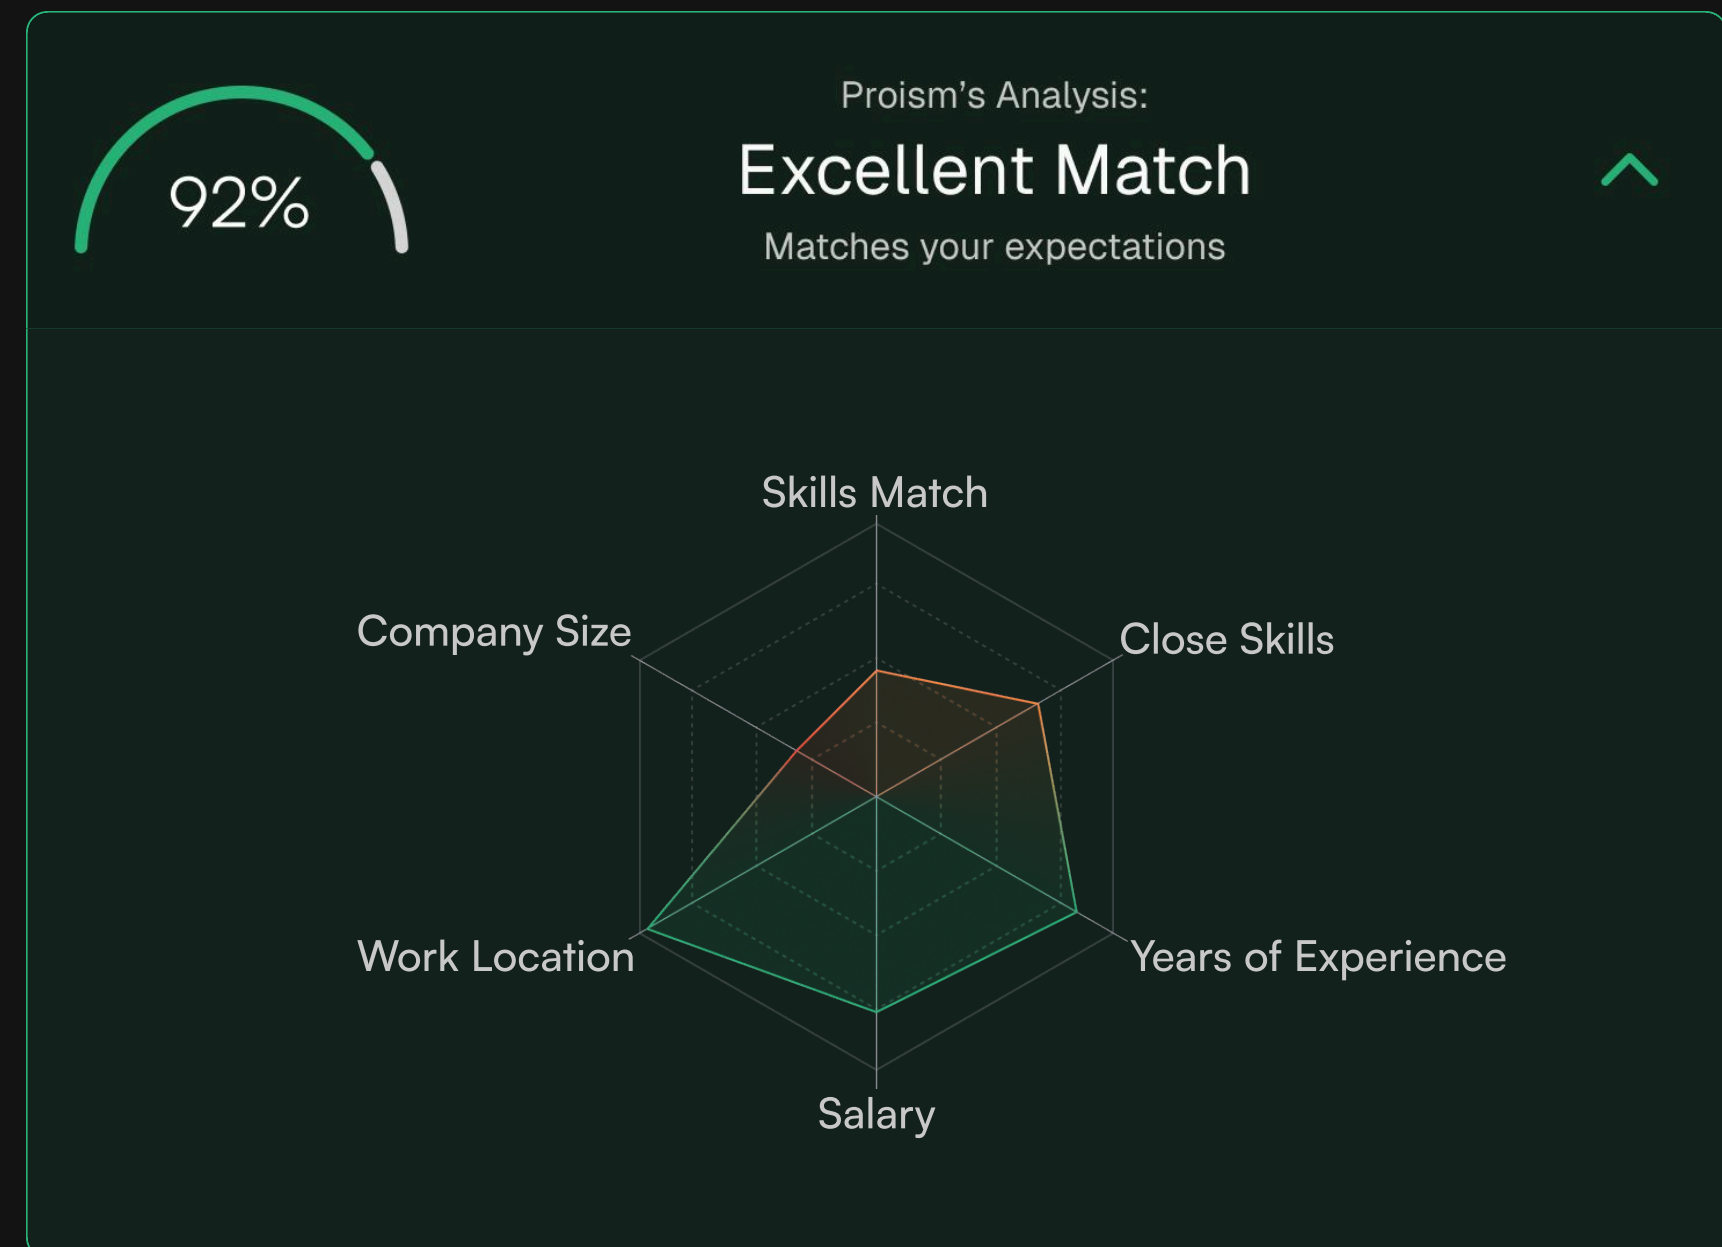 92%
Proism’s Analysis:
Excellent Match
Matches your expectations
Skills Match
Company Size
Close Skills
Work Location
Years of Experience
Salary